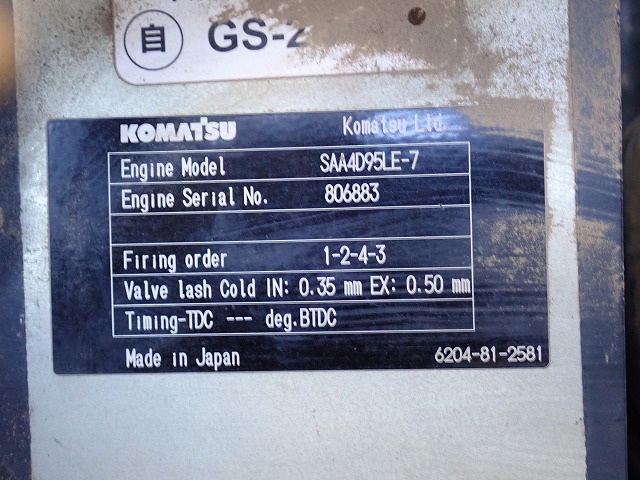 自 GS-2
KOMATSU Komatsu Ltd.
Engine Model SAA4D95LE-7
Engine Serial No. 806883
Firing order 1-2-4-3
Valve lash Cold IN: 0.35 mm EX: 0.50 mm
Timing-TDC --- deg.BTDC
Made in Japan 6204-81-2581